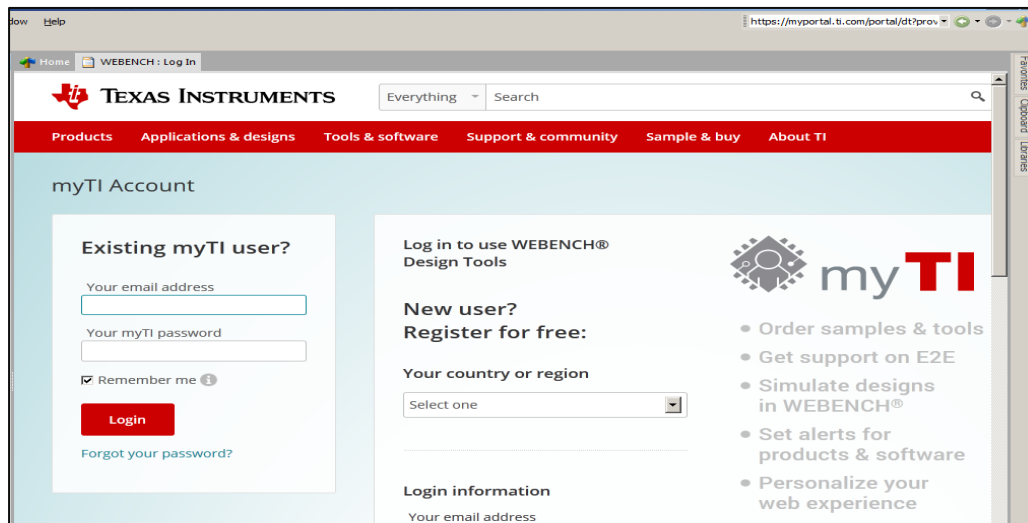 dow Help
https://myportal.ti.com/portal/dt?prov
Home WEBENCH : Log In
Favorites
Clipboard
Libraries
TEXAS INSTRUMENTS
Everything Search
Products Applications & designs Tools & software Support & community Sample & buy About TI
myTI Account
Existing myTI user?
Your email address
Your myTI password
Remember me
Login
Forgot your password?
Log in to use WEBENCH®
Design Tools
New user?
Register for free:
Your country or region
Select one
Login information
Your email address
myTI
• Order samples & tools
• Get support on E2E
• Simulate designs
in WEBENCH®
• Set alerts for
products & software
• Personalize your
web experience